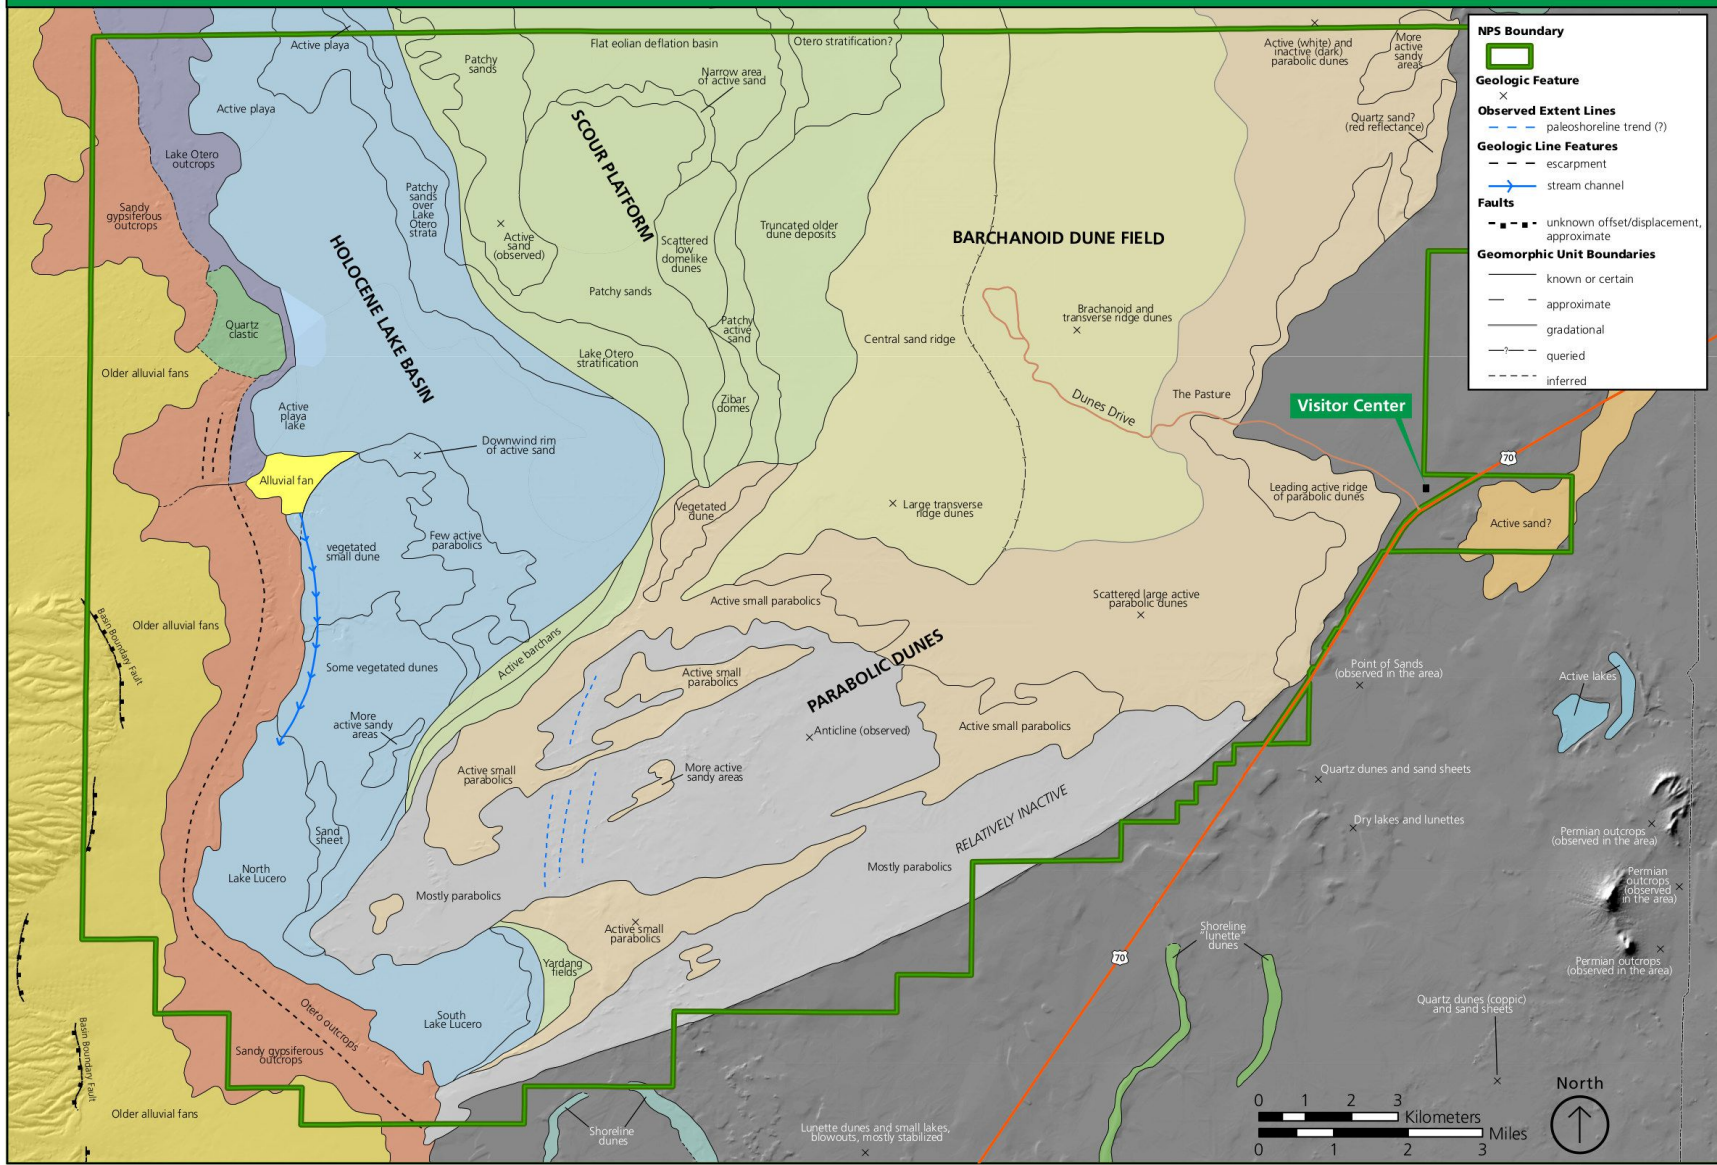 Active playa
Flat eolian deflation basin
Otero stratification?
Active (white) and
inactive (dark)
parabolic dunes
More
active
sandy
areas
Patchy
sands
Narrow area
of active sand
Active playa
SCOUR PLATFORM
Quartz sand?
(red reflectance)
Lake Otero
outcrops
Patchy
sands
over
Lake
Otero
strata
Sandy
gypsiferous
outcrops
HOLOCENE LAKE BASIN
Active
sand
(observed)
Scattered
low
domelike
dunes
Truncated older
dune deposits
BARCHANOID DUNE FIELD
Patchy sands
Quartz
clastic
Patchy
active
sand
Central sand ridge
Brachanoid and
transverse ridge dunes
Older alluvial fans
Lake Otero
stratification
Active
playa
lake
Zibar
domes
Dunes Drive
The Pasture
Visitor Center
Downwind rim
of active sand
70
Alluvial fan
Vegetated
dune
Large transverse
ridge dunes
Leading active ridge
of parabolic dunes
Active sand?
vegetated
small dune
Few active
parabolics
Active small parabolics
Scattered large active
parabolic dunes
Older alluvial fans
Basin Boundary Fault
Some vegetated dunes
Active barchans
PARABOLIC DUNES
Active small
parabolics
Point of Sands
(observed in the area)
Active lakes
More
active sandy
areas
Anticline (observed)
Active small parabolics
Active small
parabolics
More active
sandy areas
Quartz dunes and sand sheets
RELATIVELY INACTIVE
Sand
sheet
Dry lakes and lunettes
Permian outcrops
(observed in the area)
North
Lake Lucero
Mostly parabolics
Mostly parabolics
Permian
outcrops
(observed
in the area)
Active small
parabolics
Shoreline
"lunette"
dunes
70
Yardang
fields
Permian outcrops
(observed in the area)
Otero outcrops
South
Lake Lucero
Quartz dunes (coppic)
and sand sheets
Sandy gypsiferous
outcrops
Basin Boundary Fault
Older alluvial fans
Shoreline
dunes
Lunette dunes and small lakes,
blowouts, mostly stabilized
0 1 2 3
Kilometers
Miles
0 1 2 3
North
NPS Boundary
Geologic Feature
Observed Extent Lines
paleoshoreline trend (?)
Geologic Line Features
escarpment
stream channel
Faults
unknown offset/displacement,
approximate
Geomorphic Unit Boundaries
known or certain
approximate
gradational
?
queried
inferred